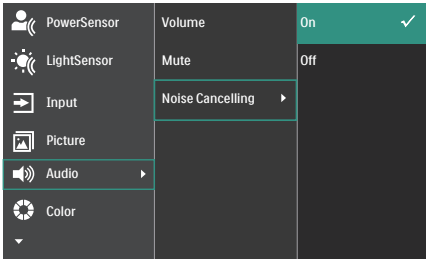 PowerSensor
LightSensor
Input
Picture
Audio
Color
Volume
Mute
Noise Cancelling
On
Off